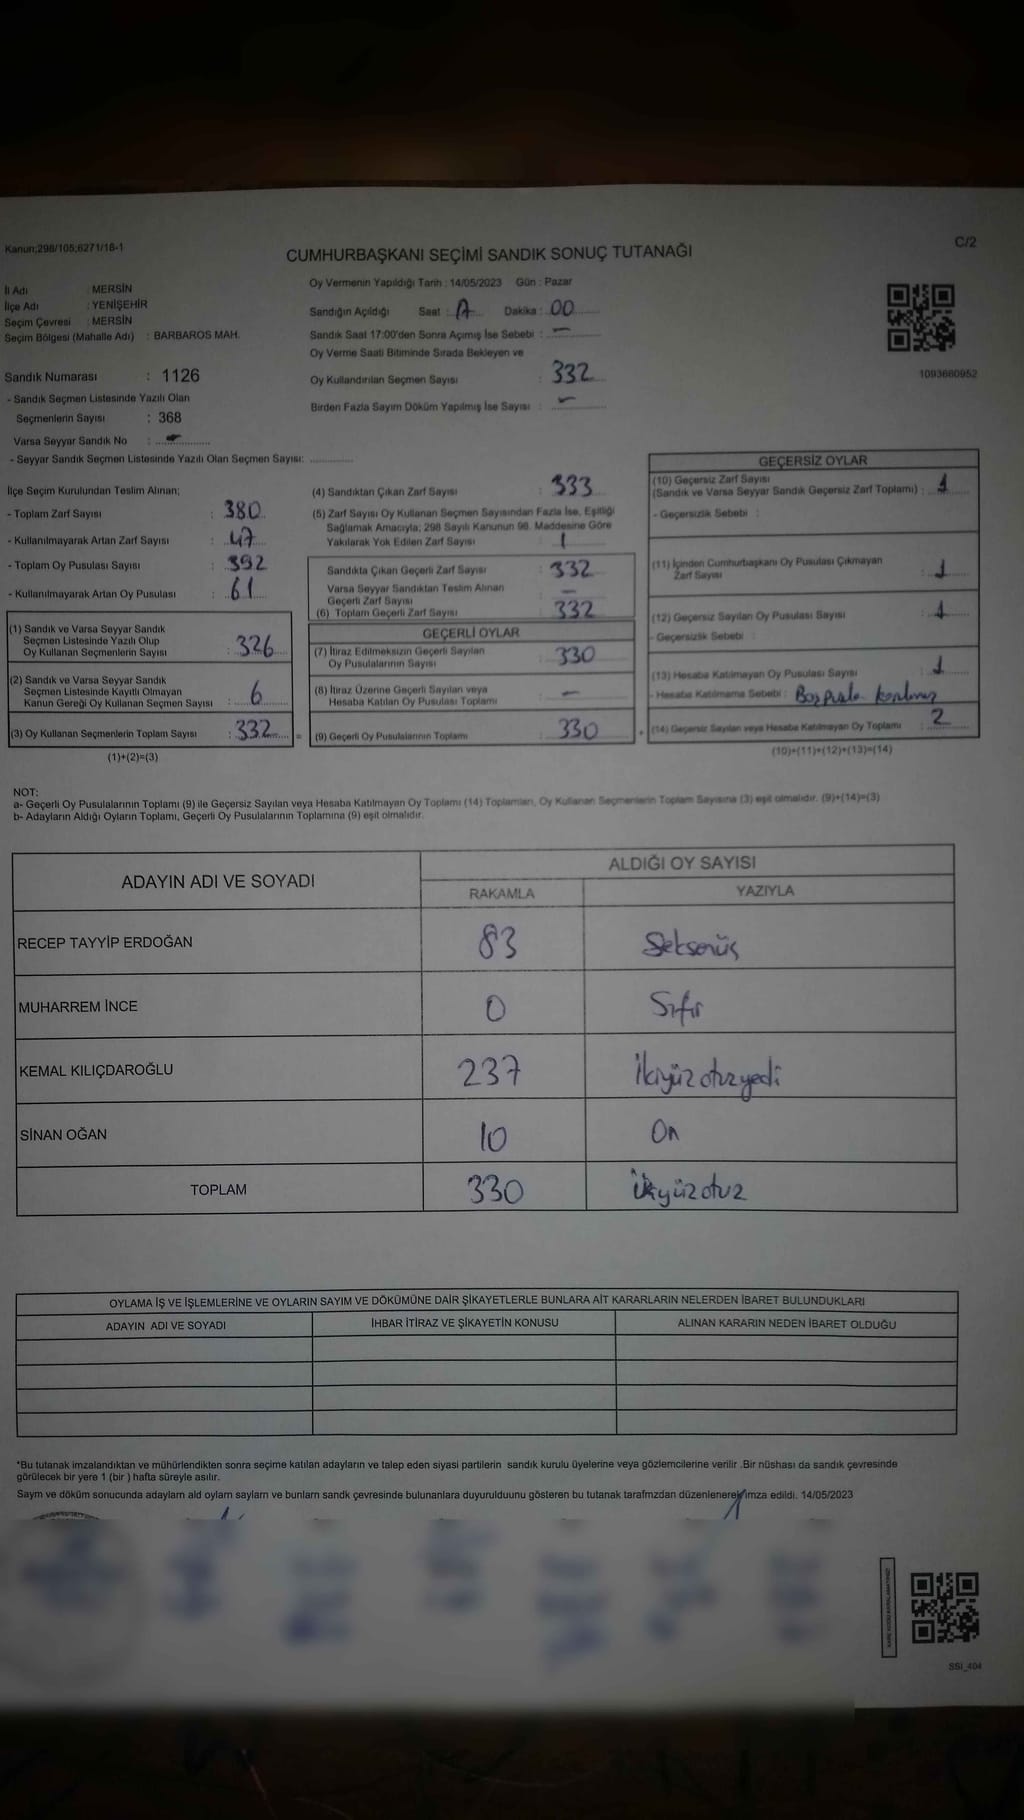 Kanun;298/105;6271/18-1
C/2
CUMHURBAŞKANI SEÇİMİ SANDIK SONUÇ TUTANAĞI
İl Adı : MERSİN
İlçe Adı : YENİŞEHİR
Seçim Çevresi : MERSİN
Seçim Bölgesi (Mahalle Adı) : BARBAROS MAH.
Sandık Numarası : 1126
- Sandık Seçmen Listesinde Yazılı Olan
Seçmenlerin Sayısı : 368
Varsa Seyyar Sandık No : -
- Seyyar Sandık Seçmen Listesinde Yazılı Olan Seçmen Sayısı: ..............
Oy Vermenin Yapıldığı Tarih : 14/05/2023 Gün : Pazar
Sandığın Açıldığı Saat : Dakika : 00
Sandık Saat 17:00'den Sonra Açımış İse Sebebi : -
Oy Verme Saati Bitiminde Sırada Bekleyen ve
Oy Kullandırılan Seçmen Sayısı : 332
Birden Fazla Sayım Döküm Yapılmış İse Sayısı : -
1093660952
İlçe Seçim Kurulundan Teslim Alınan;
- Toplam Zarf Sayısı : 380
- Kullanılmayarak Artan Zarf Sayısı : 47
- Toplam Oy Pusulası Sayısı : 392
- Kullanılmayarak Artan Oy Pusulası : 61
(1) Sandık ve Varsa Seyyar Sandık
Seçmen Listesinde Yazılı Olup
Oy Kullanan Seçmenlerin Sayısı : 326
(2) Sandık ve Varsa Seyyar Sandık
Seçmen Listesinde Kayıtlı Olmayan
Kanun Gereği Oy Kullanan Seçmen Sayısı : 6
(3) Oy Kullanan Seçmenlerin Toplam Sayısı : 332 =
(1)+(2)=(3)
(4) Sandıktan Çıkan Zarf Sayısı : 333
(5) Zarf Sayısı Oy Kullanan Seçmen Sayısından Fazla İse, Eşitliği
Sağlamak Amacıyla; 298 Sayılı Kanunun 98. Maddesine Göre
Yakılarak Yok Edilen Zarf Sayısı : 1
Sandıkta Çıkan Geçerli Zarf Sayısı : 332
Varsa Seyyar Sandıktan Teslim Alınan
Geçerli Zarf Sayısı : -
(6) Toplam Geçerli Zarf Sayısı : 332
GEÇERLİ OYLAR
(7) İtiraz Edilmeksizin Geçerli Sayılan
Oy Pusulalarının Sayısı : 330
(8) İtiraz Üzerine Geçerli Sayılan veya
Hesaba Katılan Oy Pusulası Toplamı : -
(9) Geçerli Oy Pusulalarının Toplamı : 330 +
GEÇERSİZ OYLAR
(10) Geçersiz Zarf Sayısı
(Sandık ve Varsa Seyyar Sandık Geçersiz Zarf Toplamı) :
- Geçersizlik Sebebi :
(11) İçinden Cumhurbaşkanı Oy Pusulası Çıkmayan
Zarf Sayısı : 1
(12) Geçersiz Sayılan Oy Pusulası Sayısı :
- Geçersizlik Sebebi :
(13) Hesaba Katılmayan Oy Pusulası Sayısı : 1
- Hesaba Katılmama Sebebi :
(14) Geçersiz Sayılan veya Hesaba Katılmayan Oy Toplamı : 2
(10)+(11)+(12)+(13)=(14)
NOT:
a- Geçerli Oy Pusulalarının Toplamı (9) ile Geçersiz Sayılan veya Hesaba Katılmayan Oy Toplamı (14) Toplamları, Oy Kullanan Seçmenlerin Toplam Sayısına (3) eşit olmalıdır. (9)+(14)=(3)
b- Adayların Aldığı Oyların Toplamı, Geçerli Oy Pusulalarının Toplamına (9) eşit olmalıdır.
ADAYIN ADI VE SOYADI ALDIĞI OY SAYISI
RAKAMLA YAZIYLA
RECEP TAYYİP ERDOĞAN 83 Seksenüç
MUHARREM İNCE 0 Sıfır
KEMAL KILIÇDAROĞLU 237 İkiyüzotuzyedi
SİNAN OĞAN 10 On
TOPLAM 330 üçyüzotuz
OYLAMA İŞ VE İŞLEMLERİNE VE OYLARIN SAYIM VE DÖKÜMÜNE DAİR ŞİKAYETLERLE BUNLARA AİT KARARLARIN NELERDEN İBARET BULUNDUKLARI
ADAYIN ADI VE SOYADI İHBAR İTİRAZ VE ŞİKAYETİN KONUSU ALINAN KARARIN NEDEN İBARET OLDUĞU
*Bu tutanak imzalandıktan ve mühürlendikten sonra seçime katılan adayların ve talep eden siyasi partilerin sandık kurulu üyelerine veya gözlemcilerine verilir .Bir nüshası da sandık çevresinde
görülecek bir yere 1 (bir ) hafta süreyle asılır.
Saym ve döküm sonucunda adaylarn ald oylarn saylarn ve bunlarn sandk çevresinde bulunanlara duyurulduunu gösteren bu tutanak tarafmzdan düzenlenerek imza edildi. 14/05/2023
SSI_404